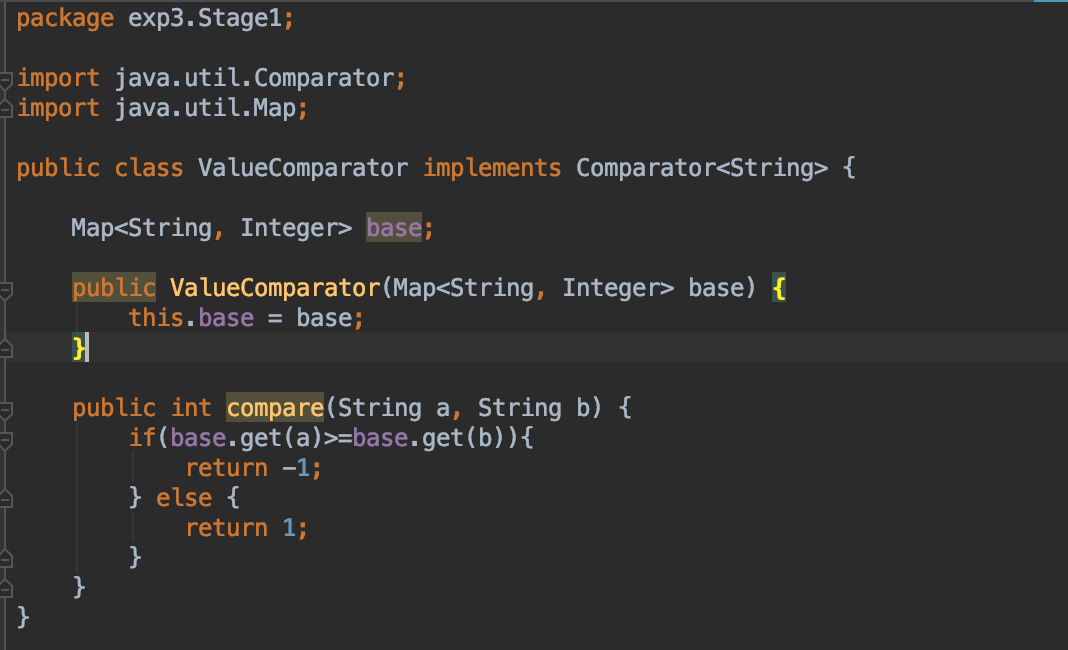 package exp3.Stage1;
import java.util.Comparator;
import java.util.Map;
public class ValueComparator implements Comparator<String> {
Map<String, Integer> base;
public ValueComparator(Map<String, Integer> base) {
this.base = base;
}
public int compare(String a, String b) {
if(base.get(a)>=base.get(b)){
return -1;
} else {
return 1;
}
}
}